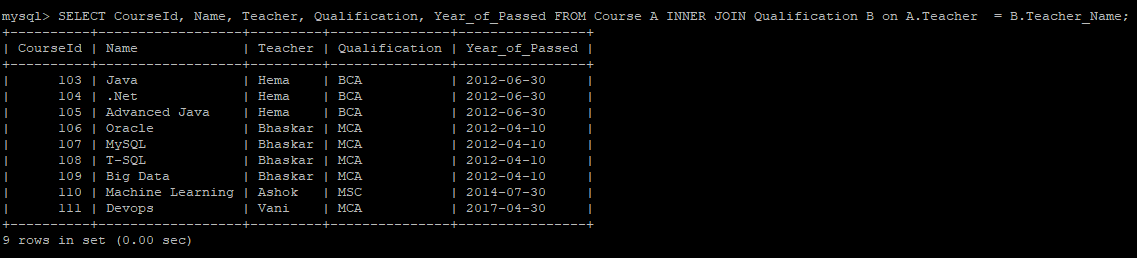 mysql> SELECT CourseId, Name, Teacher, Qualification, Year_of_Passed FROM Course A INNER JOIN Qualification B on A.Teacher  = B.Teacher_Name;
+----------+------------------+---------+---------------+----------------+
| CourseId | Name             | Teacher | Qualification | Year_of_Passed |
+----------+------------------+---------+---------------+----------------+
|      103 | Java             | Hema    | BCA           | 2012-06-30     |
|      104 | .Net             | Hema    | BCA           | 2012-06-30     |
|      105 | Advanced Java    | Hema    | BCA           | 2012-06-30     |
|      106 | Oracle           | Bhaskar | MCA           | 2012-04-10     |
|      107 | MySQL            | Bhaskar | MCA           | 2012-04-10     |
|      108 | T-SQL            | Bhaskar | MCA           | 2012-04-10     |
|      109 | Big Data         | Bhaskar | MCA           | 2012-04-10     |
|      110 | Machine Learning | Ashok   | MSC           | 2014-07-30     |
|      111 | Devops           | Vani    | MCA           | 2017-04-30     |
+----------+------------------+---------+---------------+----------------+
9 rows in set (0.00 sec)